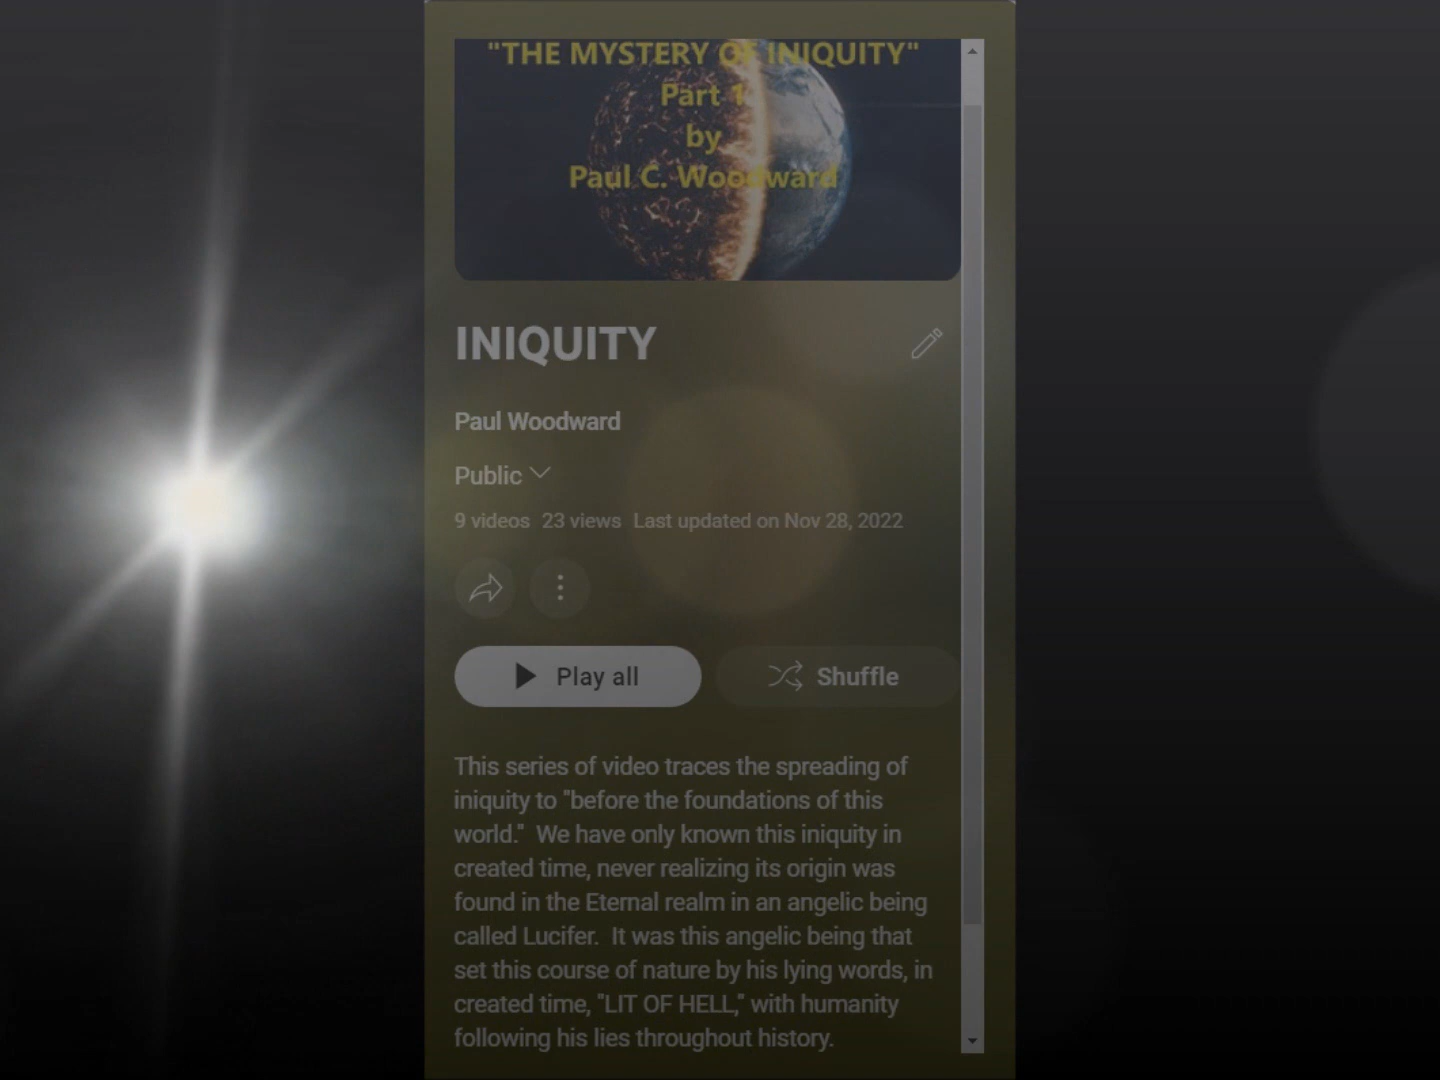 "THE MYSTERY OF INIQUITY"
Part 1
by
Paul C. Woodward
INIQUITY
Paul Woodward
Public
9 videos 23 views Last updated on Nov 28, 2022
Play all
Shuffle
This series of video traces the spreading of
iniquity to "before the foundations of this
world." We have only known this iniquity in
created time, never realizing its origin was
found in the Eternal realm in an angelic being
called Lucifer. It was this angelic being that
set this course of nature by his lying words, in
created time, "LIT OF HELL," with humanity
following his lies throughout history.